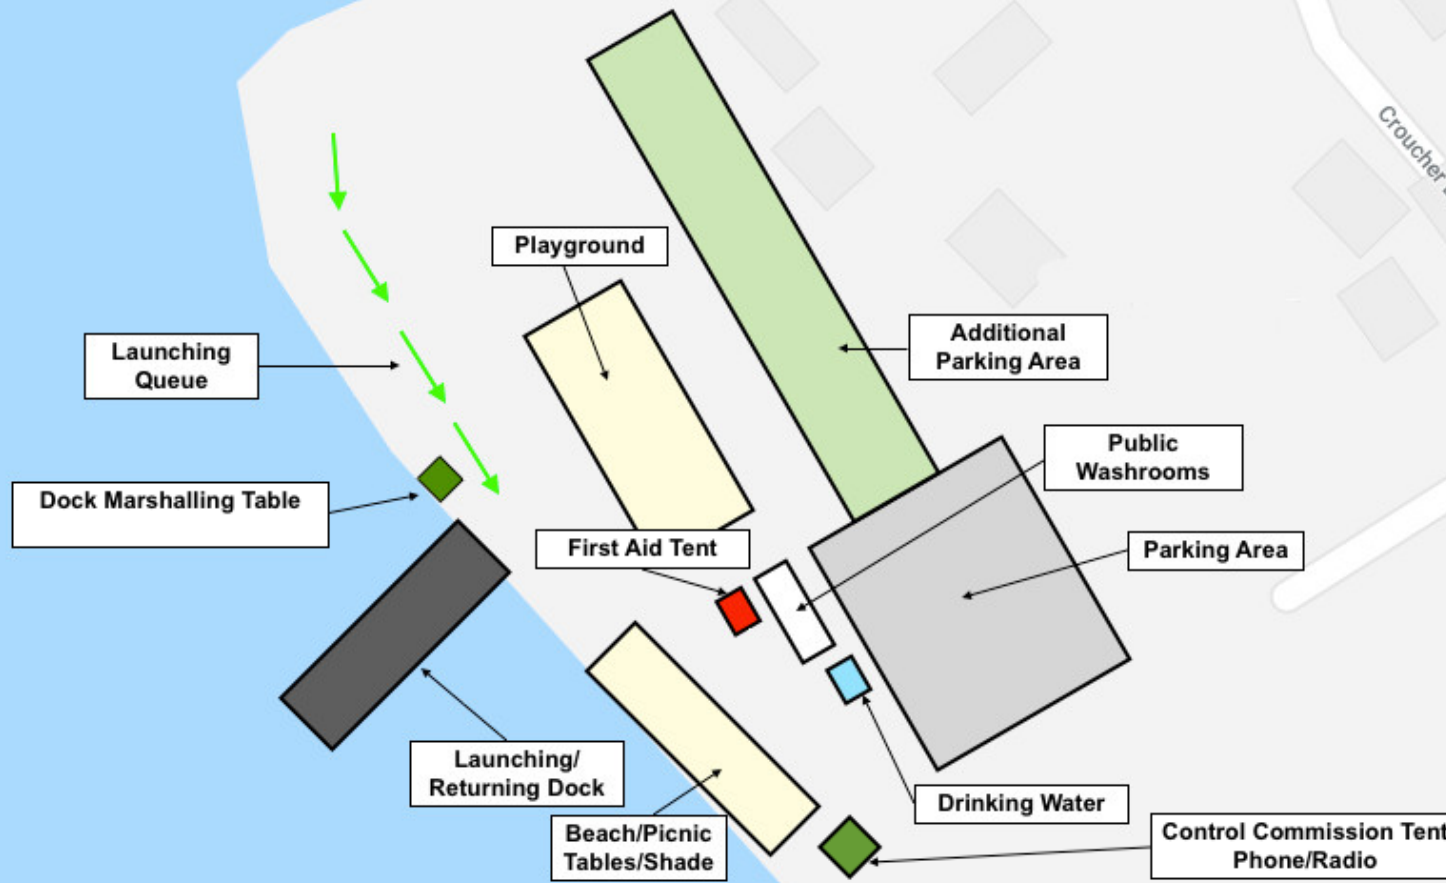 Croucher
Playground
Launching
Queue
Additional
Parking Area
Public
Washrooms
Dock Marshalling Table
First Aid Tent
Parking Area
Launching/
Returning Dock
Drinking Water
Beach/Picnic
Tables/Shade
Control Commission Tent
Phone/Radio